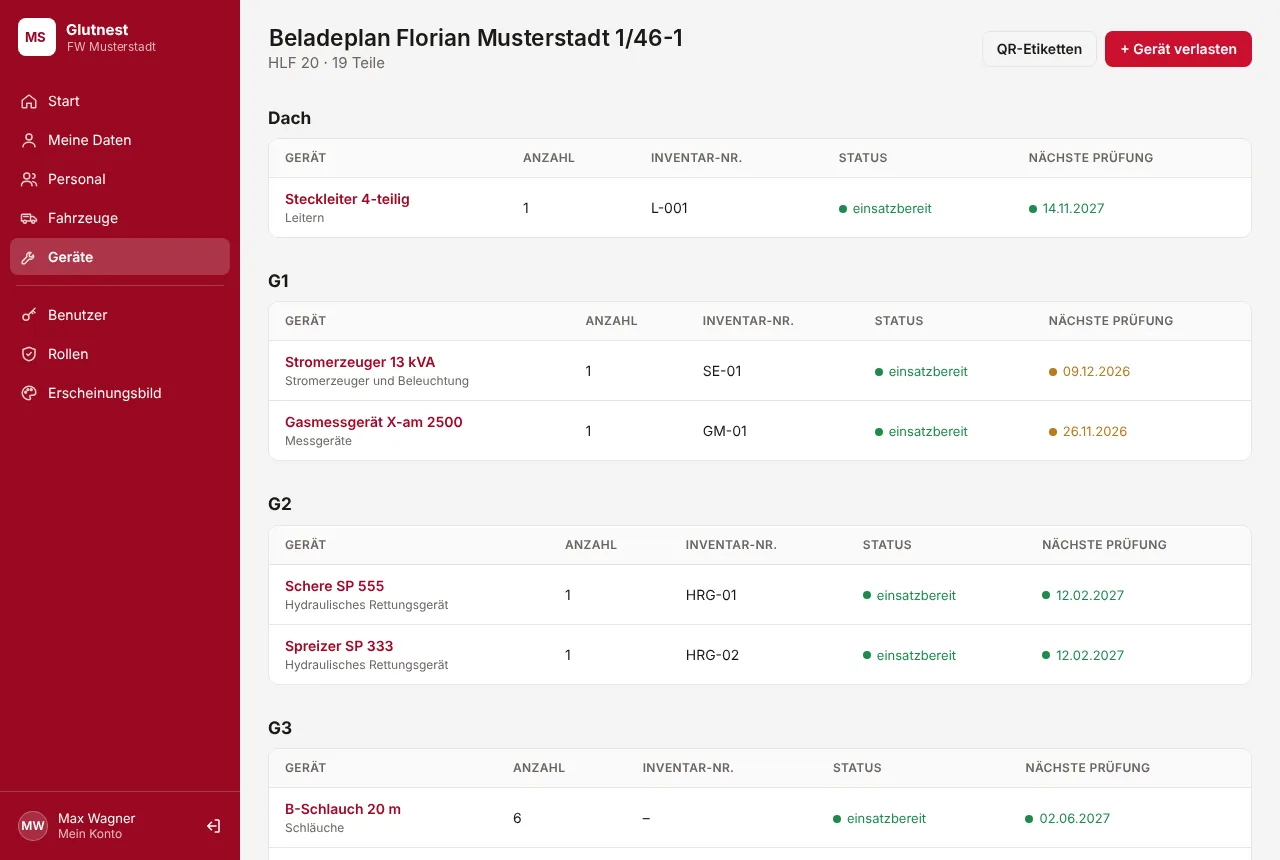 MS
Glutnest
FW Musterstadt
Start
Meine Daten
Personal
Fahrzeuge
Geräte
Benutzer
Rollen
Erscheinungsbild
MW
Max Wagner
Mein Konto
Beladeplan Florian Musterstadt 1/46-1
HLF 20 · 19 Teile
QR-Etiketten
+ Gerät verlasten
Dach
GERÄT ANZAHL INVENTAR-NR. STATUS NÄCHSTE PRÜFUNG
Steckleiter 4-teilig 1 L-001 einsatzbereit 14.11.2027
Leitern
G1
GERÄT ANZAHL INVENTAR-NR. STATUS NÄCHSTE PRÜFUNG
Stromerzeuger 13 kVA 1 SE-01 einsatzbereit 09.12.2026
Stromerzeuger und Beleuchtung
Gasmessgerät X-am 2500 1 GM-01 einsatzbereit 26.11.2026
Messgeräte
G2
GERÄT ANZAHL INVENTAR-NR. STATUS NÄCHSTE PRÜFUNG
Schere SP 555 1 HRG-01 einsatzbereit 12.02.2027
Hydraulisches Rettungsgerät
Spreizer SP 333 1 HRG-02 einsatzbereit 12.02.2027
Hydraulisches Rettungsgerät
G3
GERÄT ANZAHL INVENTAR-NR. STATUS NÄCHSTE PRÜFUNG
B-Schlauch 20 m 6 – einsatzbereit 02.06.2027
Schläuche